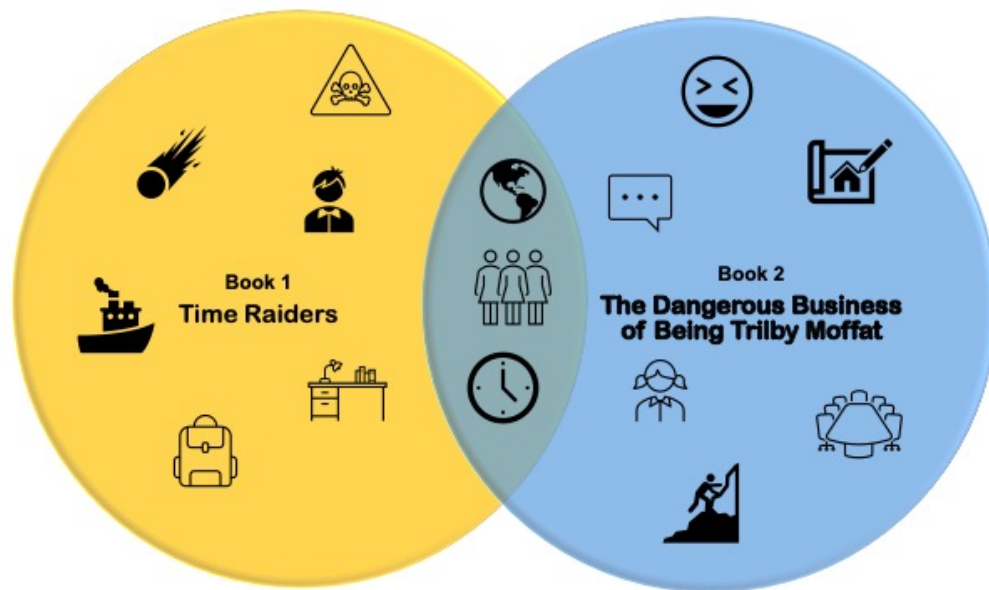 Book 1
Time Raiders
Book 2
The Dangerous Business
of Being Trilby Moffat